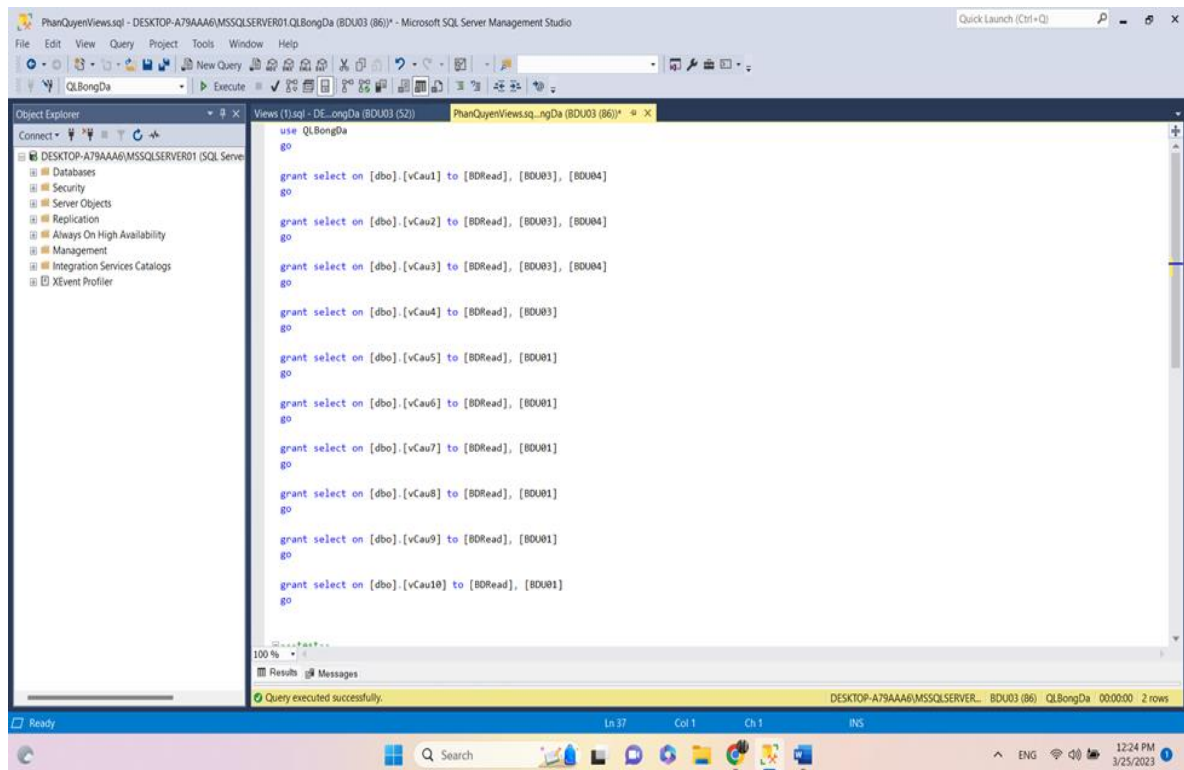 PhanQuyenViews.sql - DESKTOP-A79AAA6\MSSQLSERVER01.QLBongDa (BDU03 (86))* - Microsoft SQL Server Management Studio
Quick Launch (Ctrl+Q)
File Edit View Query Project Tools Window Help
New Query
QLBongDa
Execute
Object Explorer
Views (1).sql - DE...ongDa (BDU03 (52))
PhanQuyenViews.sq...ngDa (BDU03 (86))*
Connect
DESKTOP-A79AAA6\MSSQLSERVER01 (SQL Server
Databases
Security
Server Objects
Replication
Always On High Availability
Management
Integration Services Catalogs
XEvent Profiler
use QLBongDa
go
grant select on [dbo].[vCau1] to [BDRead], [BDU03], [BDU04]
go
grant select on [dbo].[vCau2] to [BDRead], [BDU03], [BDU04]
go
grant select on [dbo].[vCau3] to [BDRead], [BDU03], [BDU04]
go
grant select on [dbo].[vCau4] to [BDRead], [BDU03]
go
grant select on [dbo].[vCau5] to [BDRead], [BDU01]
go
grant select on [dbo].[vCau6] to [BDRead], [BDU01]
go
grant select on [dbo].[vCau7] to [BDRead], [BDU01]
go
grant select on [dbo].[vCau8] to [BDRead], [BDU01]
go
grant select on [dbo].[vCau9] to [BDRead], [BDU01]
go
grant select on [dbo].[vCau10] to [BDRead], [BDU01]
go
100 %
Results Messages
Query executed successfully.
DESKTOP-A79AAA6\MSSQLSERVER... BDU03 (86) QLBongDa 00:00:00 2 rows
Ready
Ln 37 Col 1 Ch 1 INS
Search
ENG
12:24 PM
3/25/2023